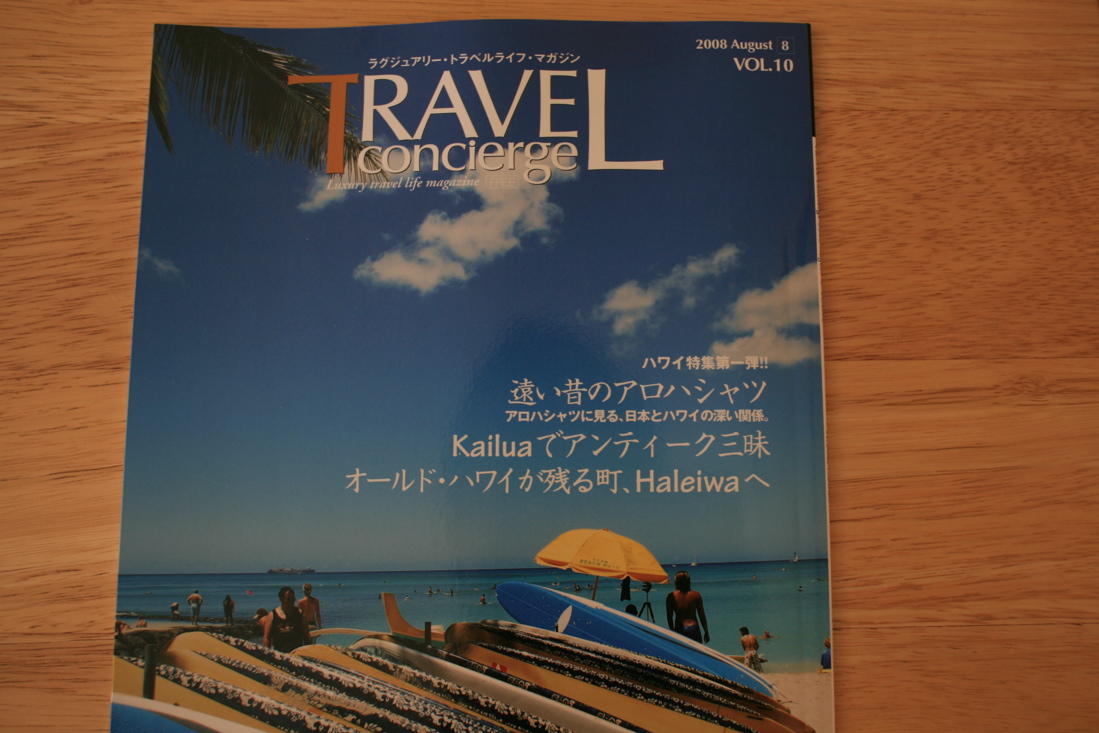 2008 August 8
VOL.10
ラグジュアリー・トラベルライフ・マガジン
TRAVEL
concierge
Luxury travel life magazine
ハワイ特集第一弾!!
遠い昔のアロハシャツ
アロハシャツに見る、日本とハワイの深い関係。
Kailuaでアンティーク三昧
オールド・ハワイが残る町、Haleiwaへ